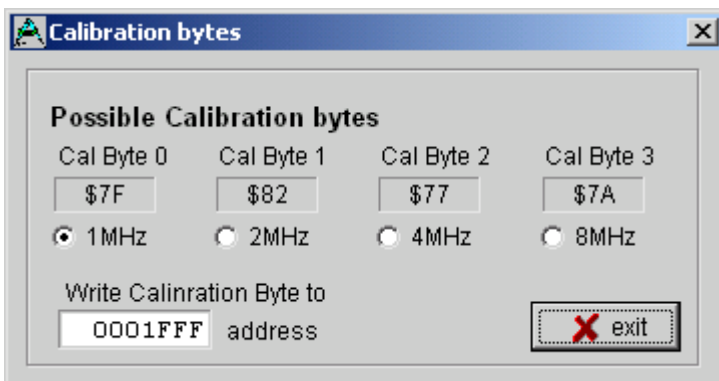 Calibration bytes
Possible Calibration bytes
Cal Byte 0 Cal Byte 1 Cal Byte 2 Cal Byte 3
$7F $82 $77 $7A
1MHz 2MHz 4MHz 8MHz
Write Calinration Byte to
0001FFF address
exit